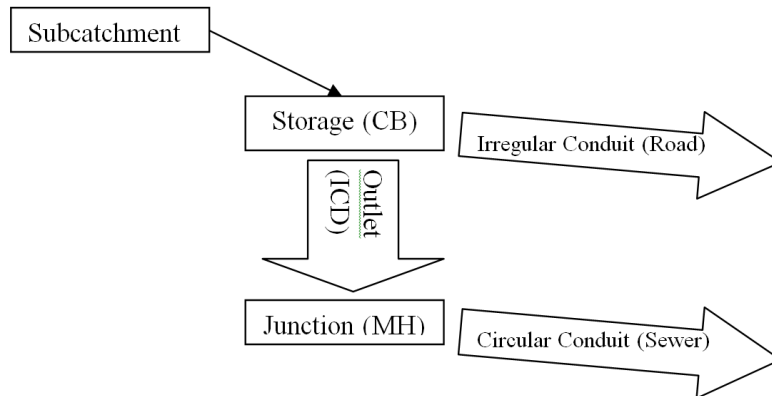 Subcatchment
Storage (CB)
Irregular Conduit (Road)
Outlet
(ICD)
Junction (MH)
Circular Conduit (Sewer)